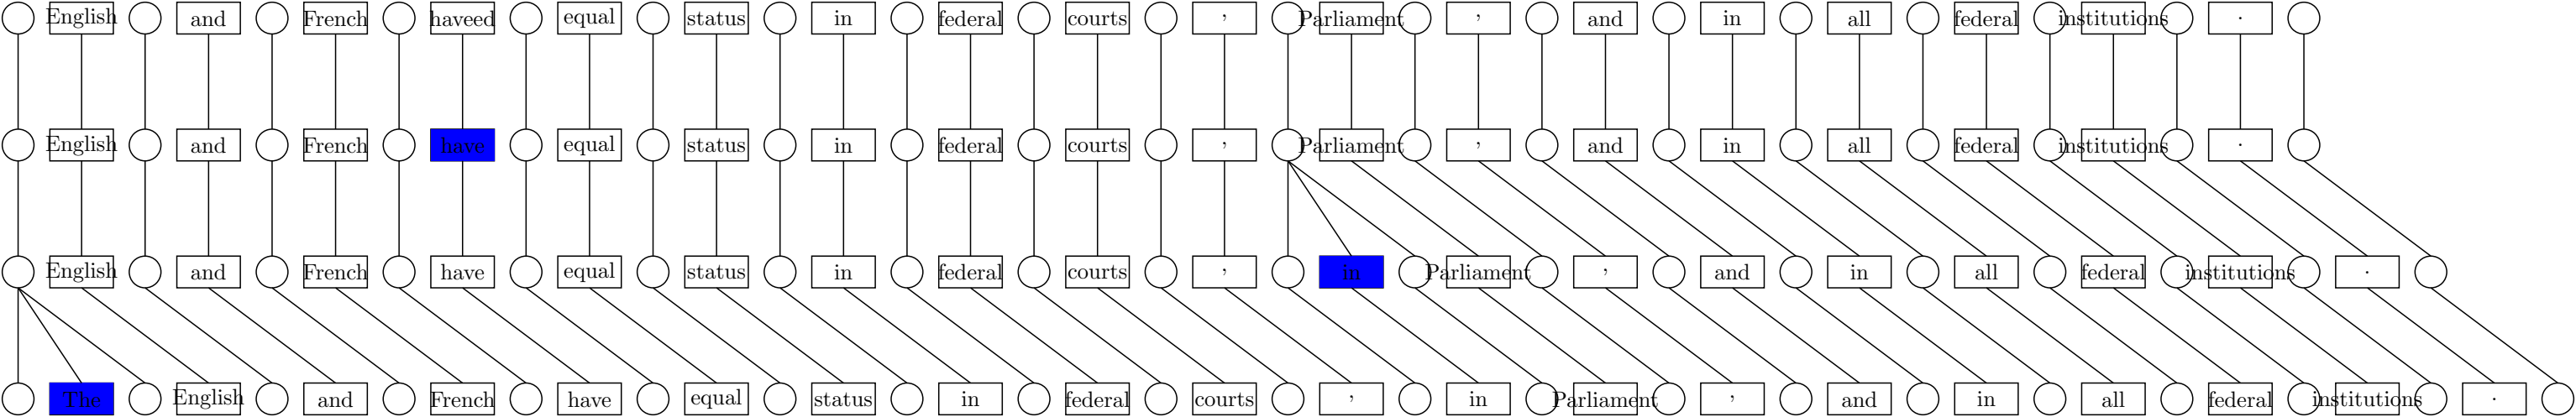 English and French haveed equal status in federal courts , Parliament , and in all federal institutions .
English and French have equal status in federal courts , Parliament , and in all federal institutions .
English and French have equal status in federal courts , in Parliament , and in all federal institutions .
The English and French have equal status in federal courts , in Parliament , and in all federal institutions .